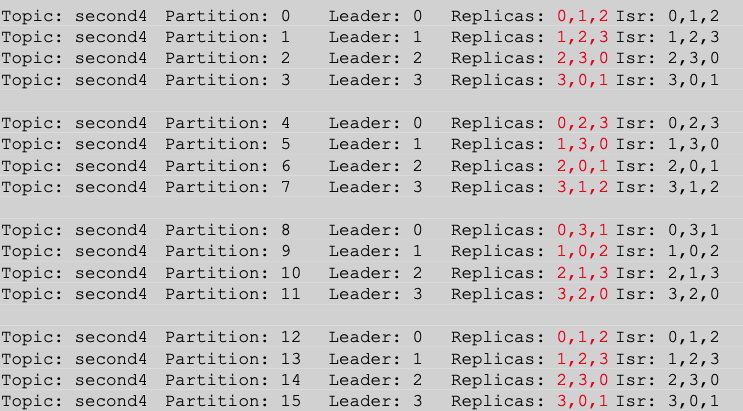 Topic: second4 Partition: 0 Leader: 0 Replicas: 0,1,2 Isr: 0,1,2
Topic: second4 Partition: 1 Leader: 1 Replicas: 1,2,3 Isr: 1,2,3
Topic: second4 Partition: 2 Leader: 2 Replicas: 2,3,0 Isr: 2,3,0
Topic: second4 Partition: 3 Leader: 3 Replicas: 3,0,1 Isr: 3,0,1
Topic: second4 Partition: 4 Leader: 0 Replicas: 0,2,3 Isr: 0,2,3
Topic: second4 Partition: 5 Leader: 1 Replicas: 1,3,0 Isr: 1,3,0
Topic: second4 Partition: 6 Leader: 2 Replicas: 2,0,1 Isr: 2,0,1
Topic: second4 Partition: 7 Leader: 3 Replicas: 3,1,2 Isr: 3,1,2
Topic: second4 Partition: 8 Leader: 0 Replicas: 0,3,1 Isr: 0,3,1
Topic: second4 Partition: 9 Leader: 1 Replicas: 1,0,2 Isr: 1,0,2
Topic: second4 Partition: 10 Leader: 2 Replicas: 2,1,3 Isr: 2,1,3
Topic: second4 Partition: 11 Leader: 3 Replicas: 3,2,0 Isr: 3,2,0
Topic: second4 Partition: 12 Leader: 0 Replicas: 0,1,2 Isr: 0,1,2
Topic: second4 Partition: 13 Leader: 1 Replicas: 1,2,3 Isr: 1,2,3
Topic: second4 Partition: 14 Leader: 2 Replicas: 2,3,0 Isr: 2,3,0
Topic: second4 Partition: 15 Leader: 3 Replicas: 3,0,1 Isr: 3,0,1